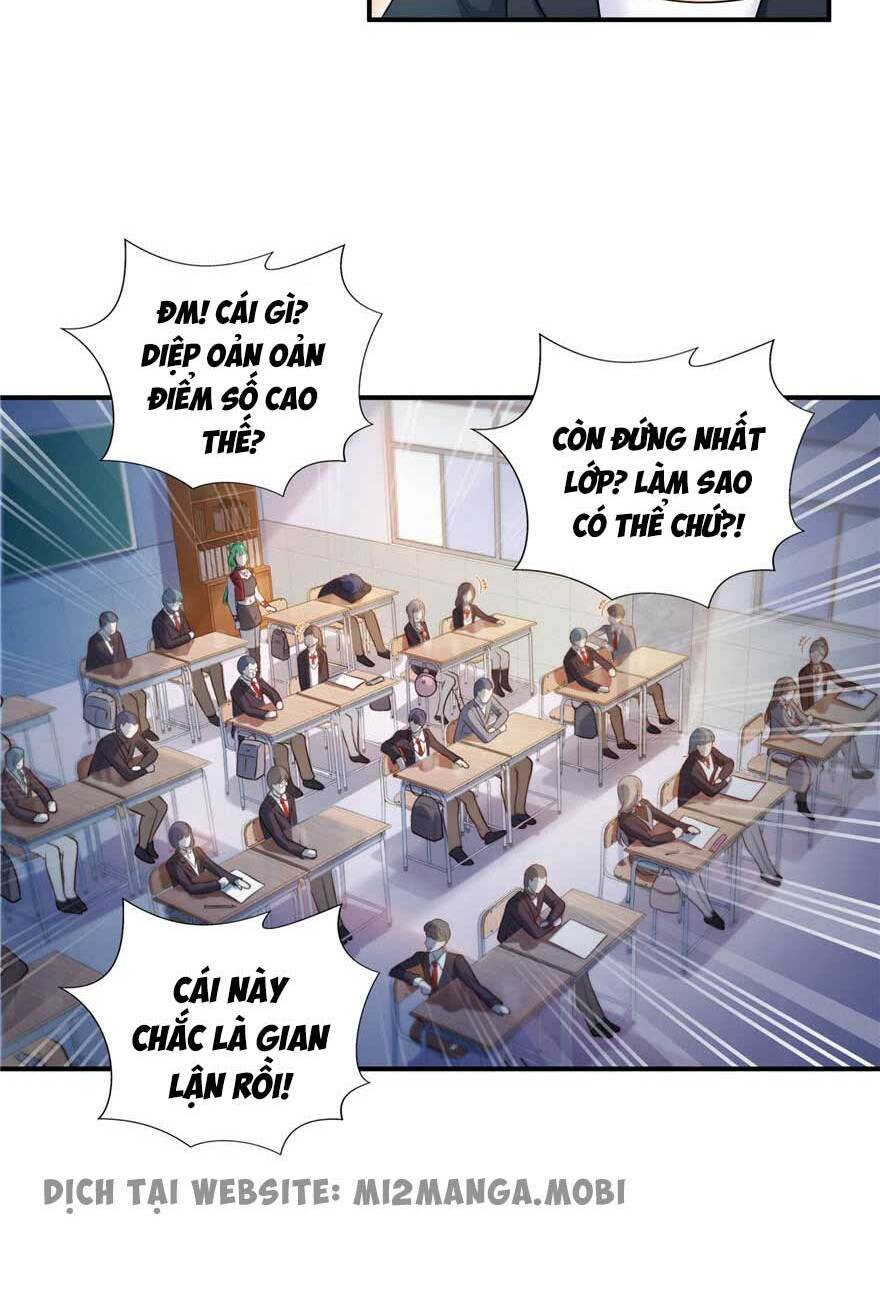 ĐM! CÁI GÌ?
DIỆP OẢN OẢN
ĐIỂM SỐ CAO
THẾ?
CÒN ĐỨNG NHẤT
LỚP? LÀM SAO
CÓ THỂ CHỨ?!
CÁI NÀY
CHẮC LÀ GIAN
LẬN RỒI!
DỊCH TẠI WEBSITE: MI2MANGA.MOBI